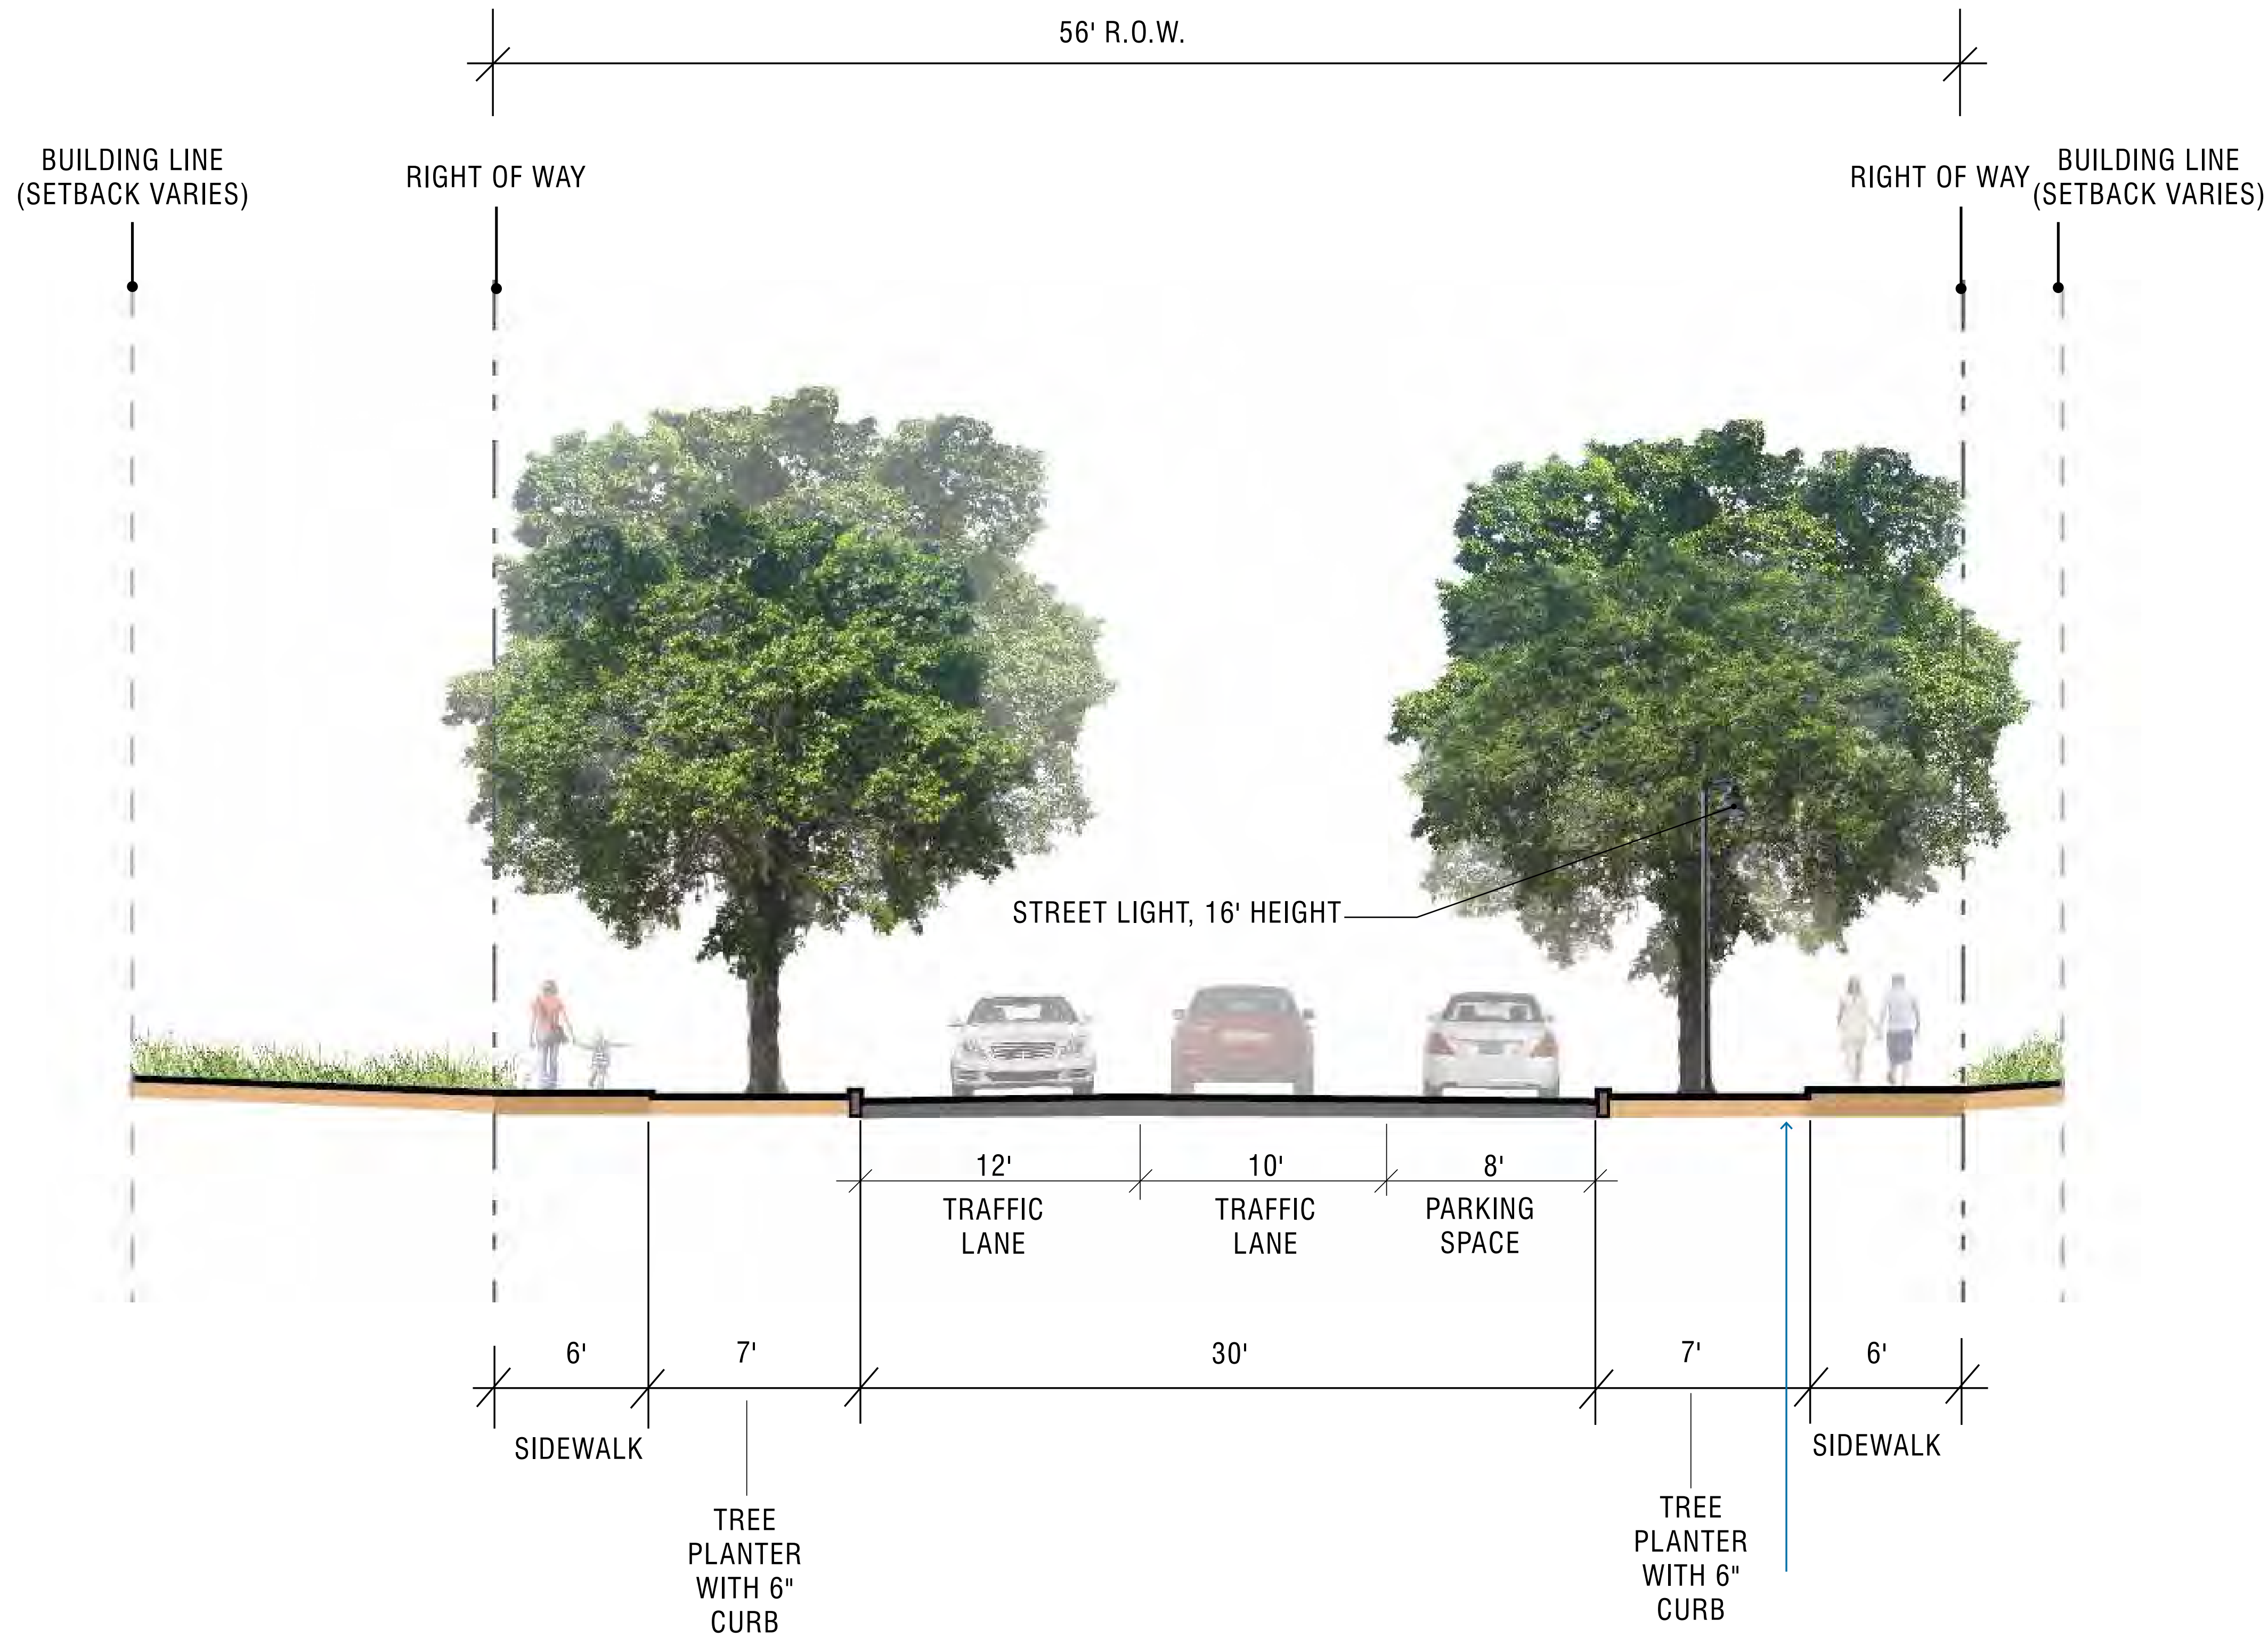 56' R.O.W.
BUILDING LINE
(SETBACK VARIES)
RIGHT OF WAY
RIGHT OF WAY
BUILDING LINE
(SETBACK VARIES)
STREET LIGHT, 16' HEIGHT
12'
TRAFFIC
LANE
10'
TRAFFIC
LANE
8'
PARKING
SPACE
6'
7'
30'
7'
6'
SIDEWALK
TREE
PLANTER
WITH 6"
CURB
TREE
PLANTER
WITH 6"
CURB
SIDEWALK